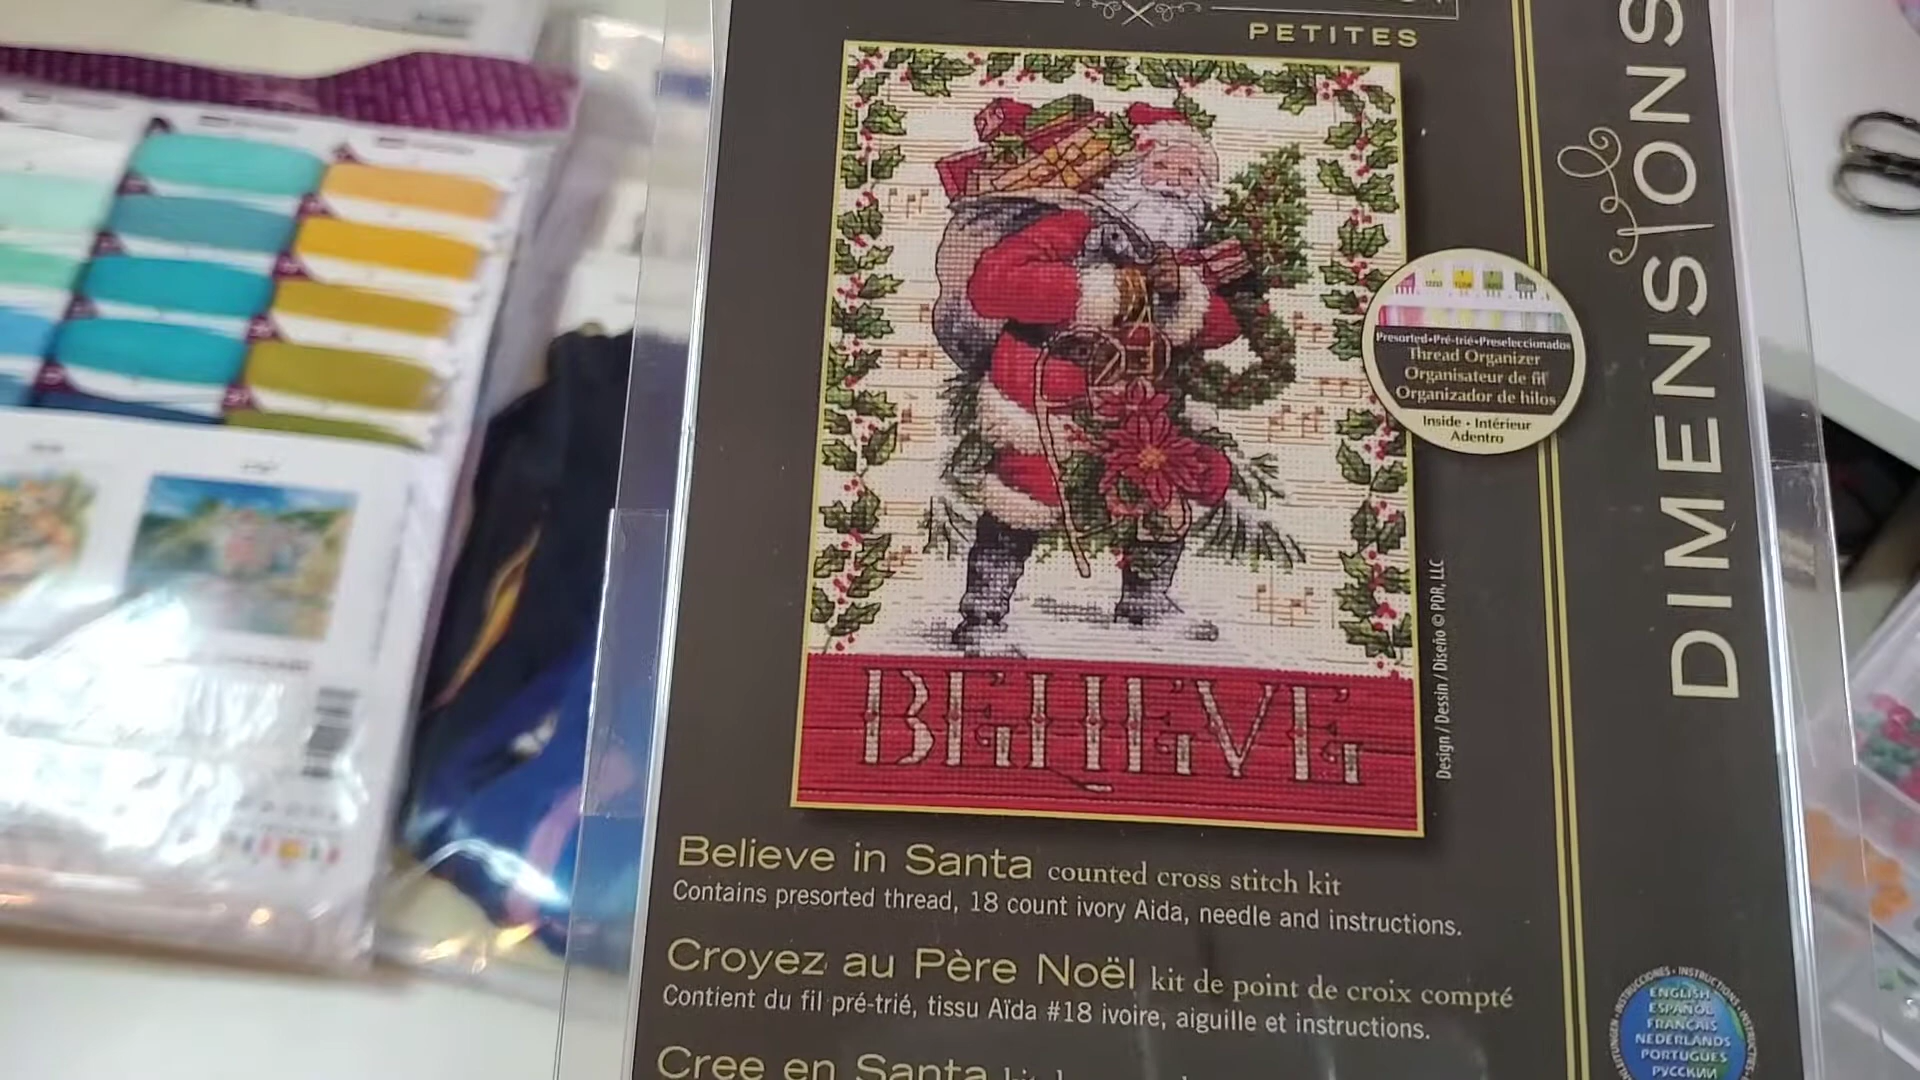 PETITES
DIMENSIONS
Presorted•Pré-trié•Preseleccionados
Thread Organizer
Organisateur de fil
Organizador de hilos
Inside • Intérieur
Adentro
BELIEVE
Design / Dessin / Diseño © PDR, LLC
Believe in Santa counted cross stitch kit
Contains presorted thread, 18 count ivory Aida, needle and instructions.
Croyez au Père Noël kit de point de croix compté
Contient du fil pré-trié, tissu Aïda #18 ivoire, aiguille et instructions.
Cree en Santa
ENGLISH
ESPAÑOL
FRANÇAIS
NEDERLANDS
PORTUGUÊS
РУССКИЙ